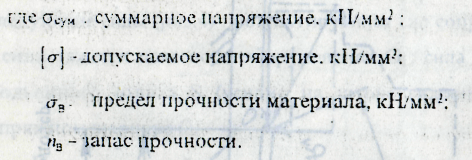 где σсум - суммарное напряжение, кН/мм²;
[σ] - допускаемое напряжение, кН/мм²;
σв - предел прочности материала, кН/мм²;
nв - запас прочности.